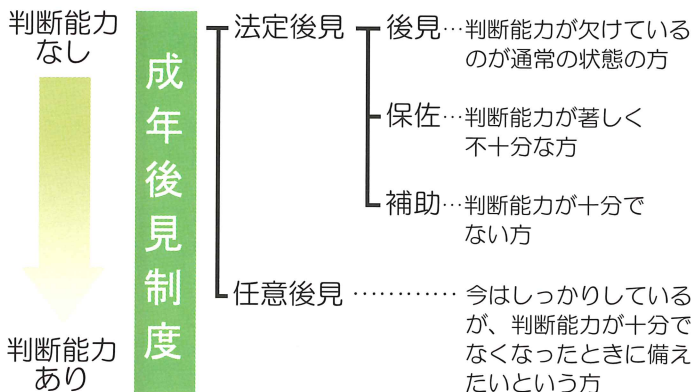 判断能力
なし
判断能力
あり
成年後見制度
法定後見
後見…判断能力が欠けている
のが通常の状態の方
保佐…判断能力が著しく
不十分な方
補助…判断能力が十分で
ない方
任意後見 ………… 今はしっかりしている
が、判断能力が十分で
なくなったときに備え
たいという方